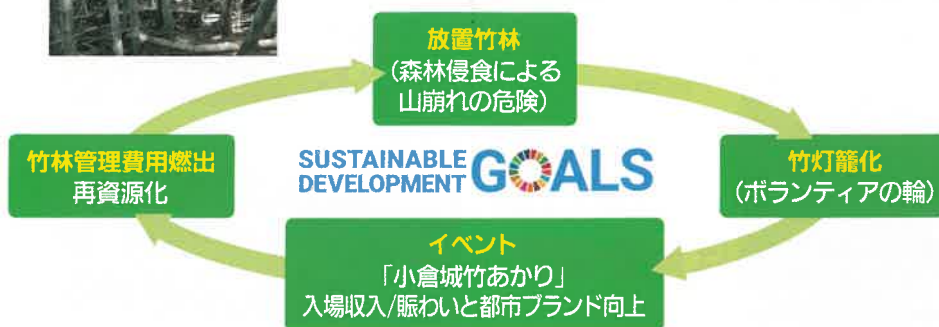 放置竹林
（森林侵食による
山崩れの危険）
竹林管理費用燃出
再資源化
SUSTAINABLE
DEVELOPMENT GOALS
竹灯籠化
（ボランティアの輪）
イベント
「小倉城竹あかり」
入場収入/賑わいと都市ブランド向上